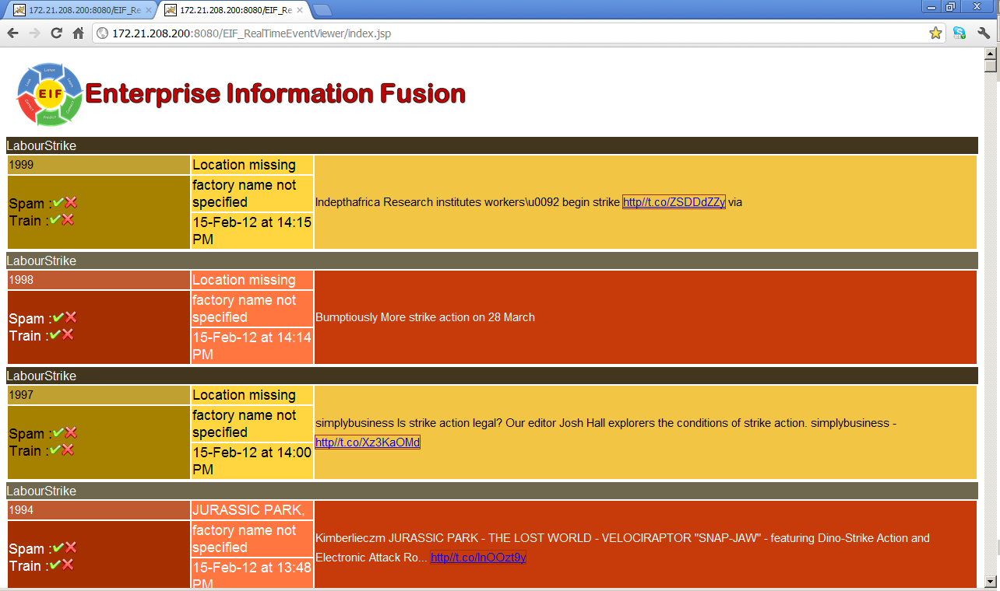 172.21.208.200:8080/EIF_Re
172.21.208.200:8080/EIF_Re
172.21.208.200:8080/EIF_RealTimeEventViewer/index.jsp
Listen
Learn
Connect
Predict
Correct
Look
EIF
Enterprise Information Fusion
LabourStrike
1999
Location missing
Spam :
Train :
factory name not
specified
15-Feb-12 at 14:15
PM
Indepthafrica Research institutes workers\u0092 begin strike http//t.co/ZSDDdZZy via
LabourStrike
1998
Location missing
Spam :
Train :
factory name not
specified
15-Feb-12 at 14:14
PM
Bumptiously More strike action on 28 March
LabourStrike
1997
Location missing
Spam :
Train :
factory name not
specified
15-Feb-12 at 14:00
PM
simplybusiness Is strike action legal? Our editor Josh Hall explorers the conditions of strike action. simplybusiness -
http//t.co/Xz3KaOMd
LabourStrike
1994
JURASSIC PARK,
Spam :
Train :
factory name not
specified
15-Feb-12 at 13:48
PM
Kimberlieczm JURASSIC PARK - THE LOST WORLD - VELOCIRAPTOR "SNAP-JAW" - featuring Dino-Strike Action and
Electronic Attack Ro... http//t.co/lnOOzt9y